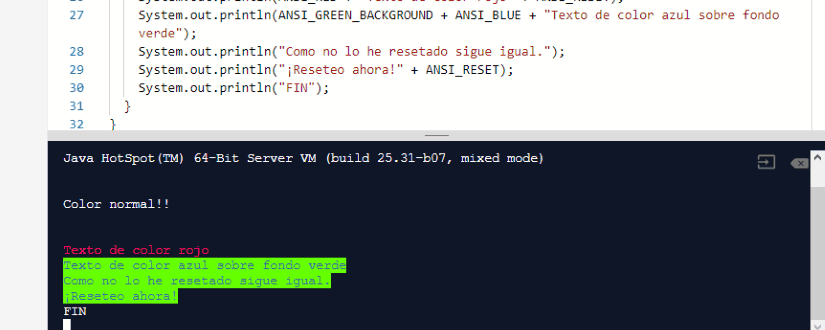 27 System.out.println(ANSI_GREEN_BACKGROUND + ANSI_BLUE + "Texto de color azul sobre fondo
verde");
28 System.out.println("Como no lo he resetado sigue igual.");
29 System.out.println("¡Reseteo ahora!" + ANSI_RESET);
30 System.out.println("FIN");
31 }
32 }
Java HotSpot(TM) 64-Bit Server VM (build 25.31-b07, mixed mode)
Color normal!!
Texto de color rojo
Texto de color azul sobre fondo verde
Como no lo he resetado sigue igual.
¡Reseteo ahora!
FIN